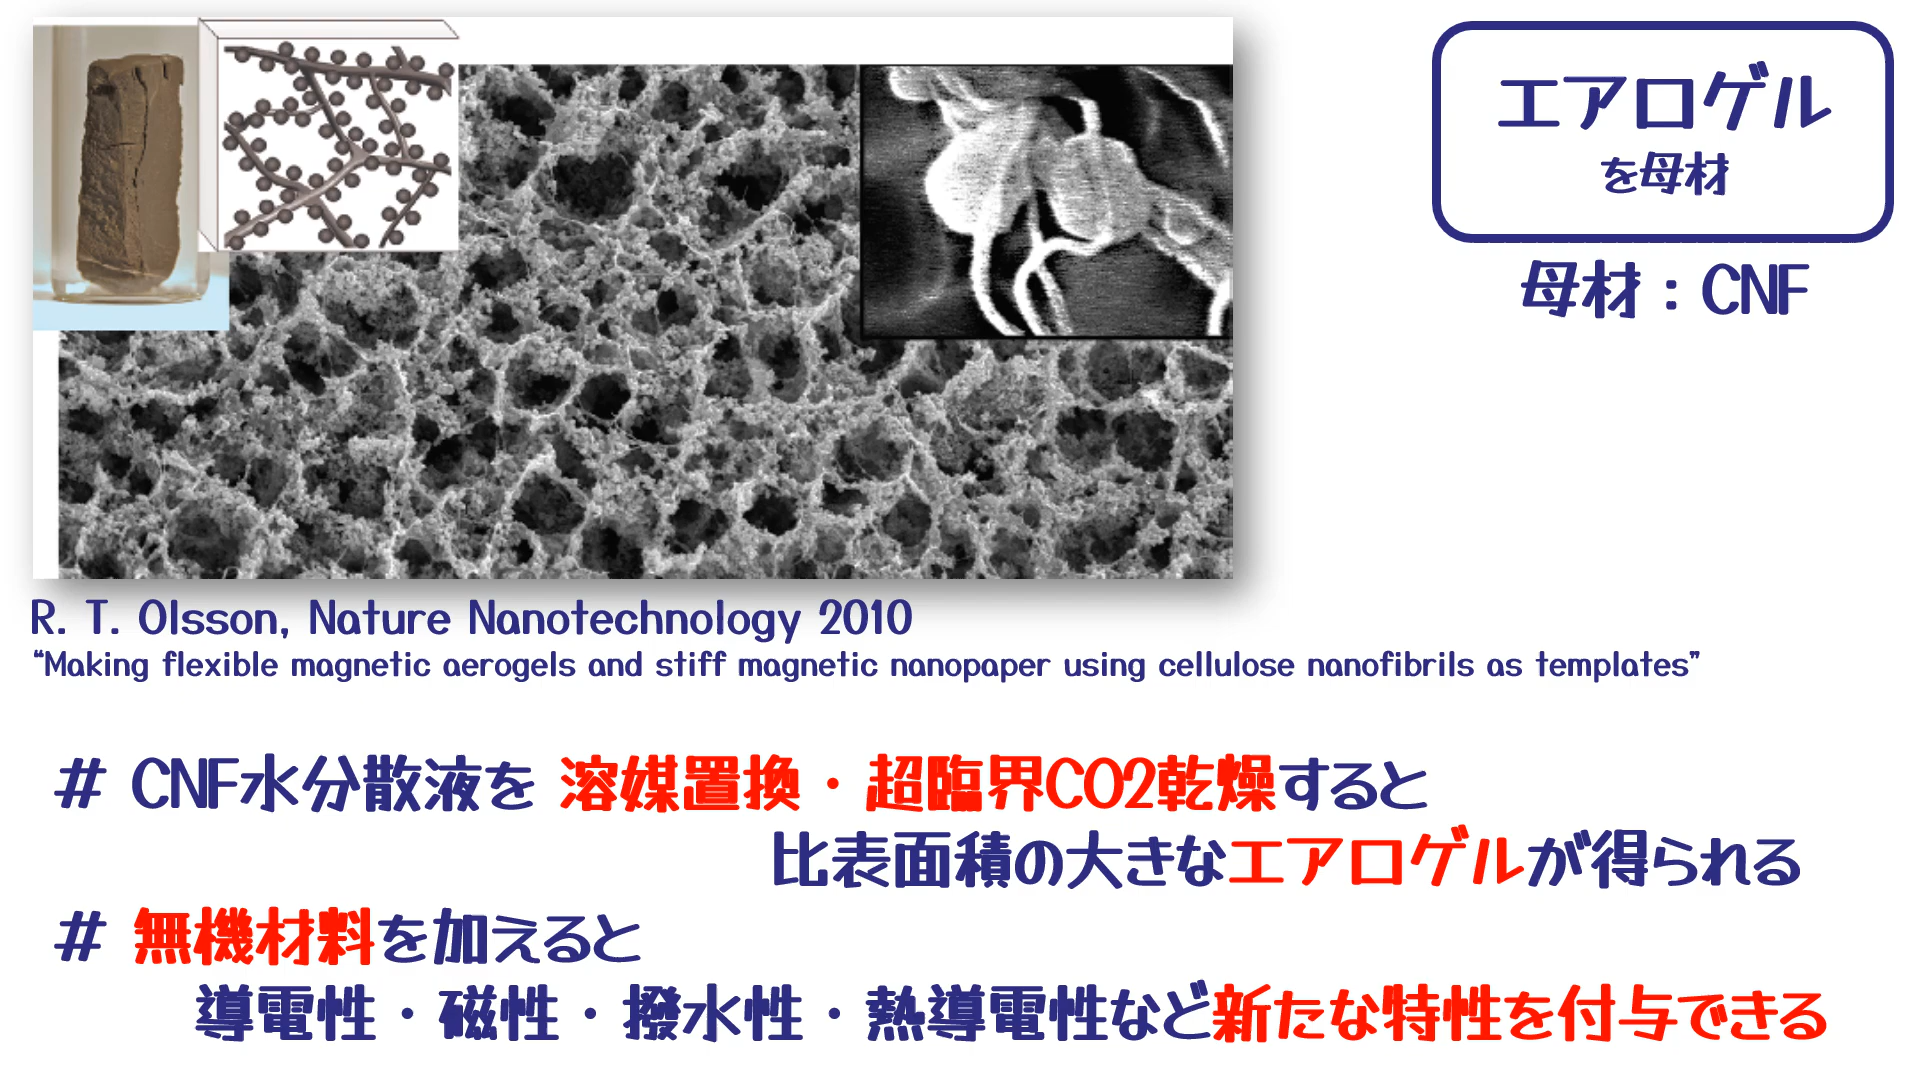 エアロゲル
を母材
母材：CNF
R. T. Olsson, Nature Nanotechnology 2010
“Making flexible magnetic aerogels and stiff magnetic nanopaper using cellulose nanofibrils as templates”
# CNF水分散液を 溶媒置換・超臨界CO2乾燥すると
比表面積の大きなエアロゲルが得られる
# 無機材料を加えると
導電性・磁性・撥水性・熱導電性など新たな特性を付与できる